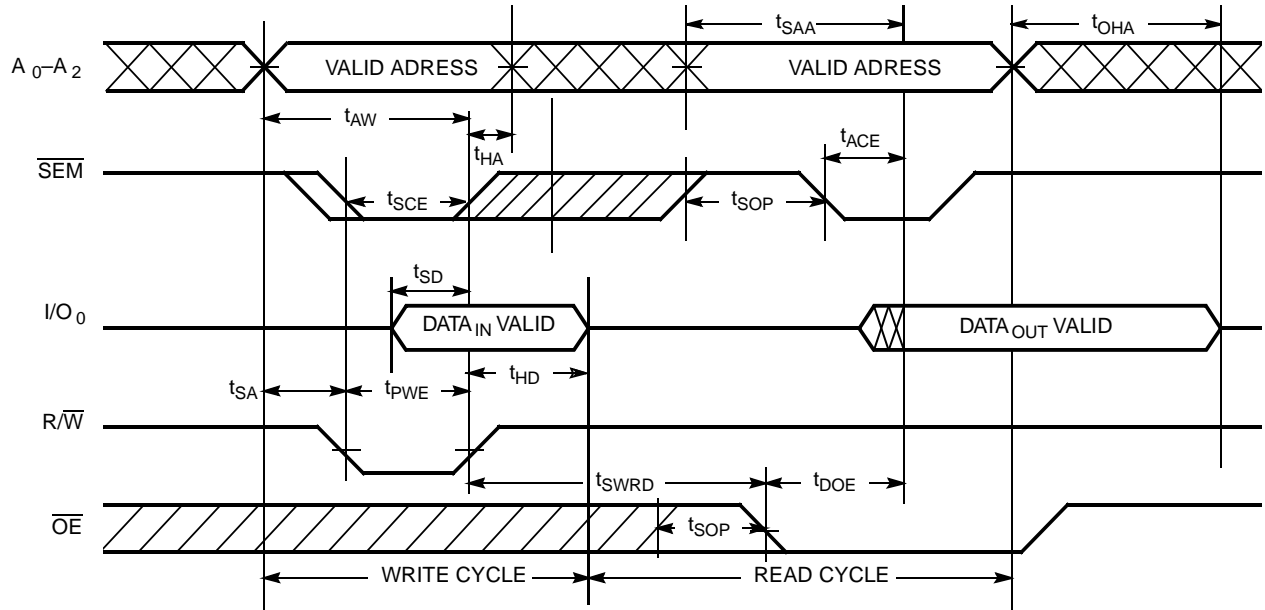 tSAA
tOHA
A0–A2
VALID ADRESS
VALID ADRESS
tAW
tHA
tACE
SEM
tSCE
tSOP
tSD
I/O0
DATAIN VALID
DATAOUT VALID
tSA
tPWE
tHD
R/W
tSWRD
tDOE
OE
tSOP
WRITE CYCLE
READ CYCLE